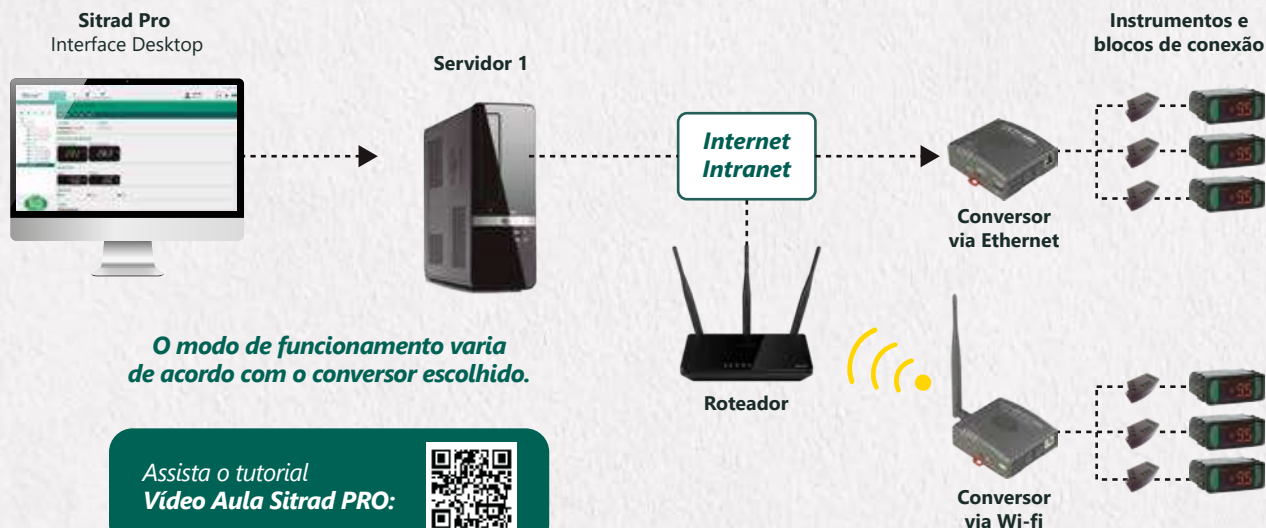 Sitrad Pro
Interface Desktop
Servidor 1
Internet
Intranet
Instrumentos e
blocos de conexão
Conversor
via Ethernet
O modo de funcionamento varia
de acordo com o conversor escolhido.
Roteador
Assista o tutorial
Vídeo Aula Sitrad PRO:
Conversor
via Wi-fi